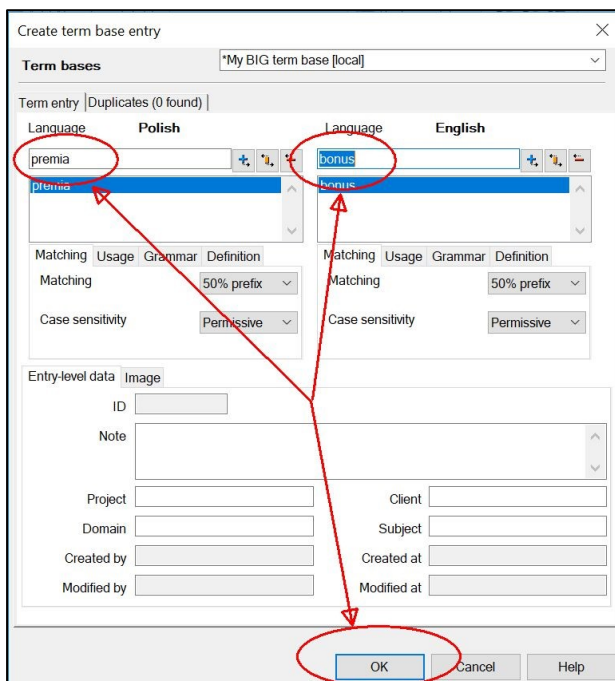 Create term base entry
Term bases *My BIG term base [local]
Term entry Duplicates (0 found)
Language Polish Language English
premia bonus
premia bonus
Matching Usage Grammar Definition Matching Usage Grammar Definition
Matching 50% prefix Matching 50% prefix
Case sensitivity Permissive Case sensitivity Permissive
Entry-level data Image
ID
Note
Project Client
Domain Subject
Created by Created at
Modified by Modified at
OK Cancel Help